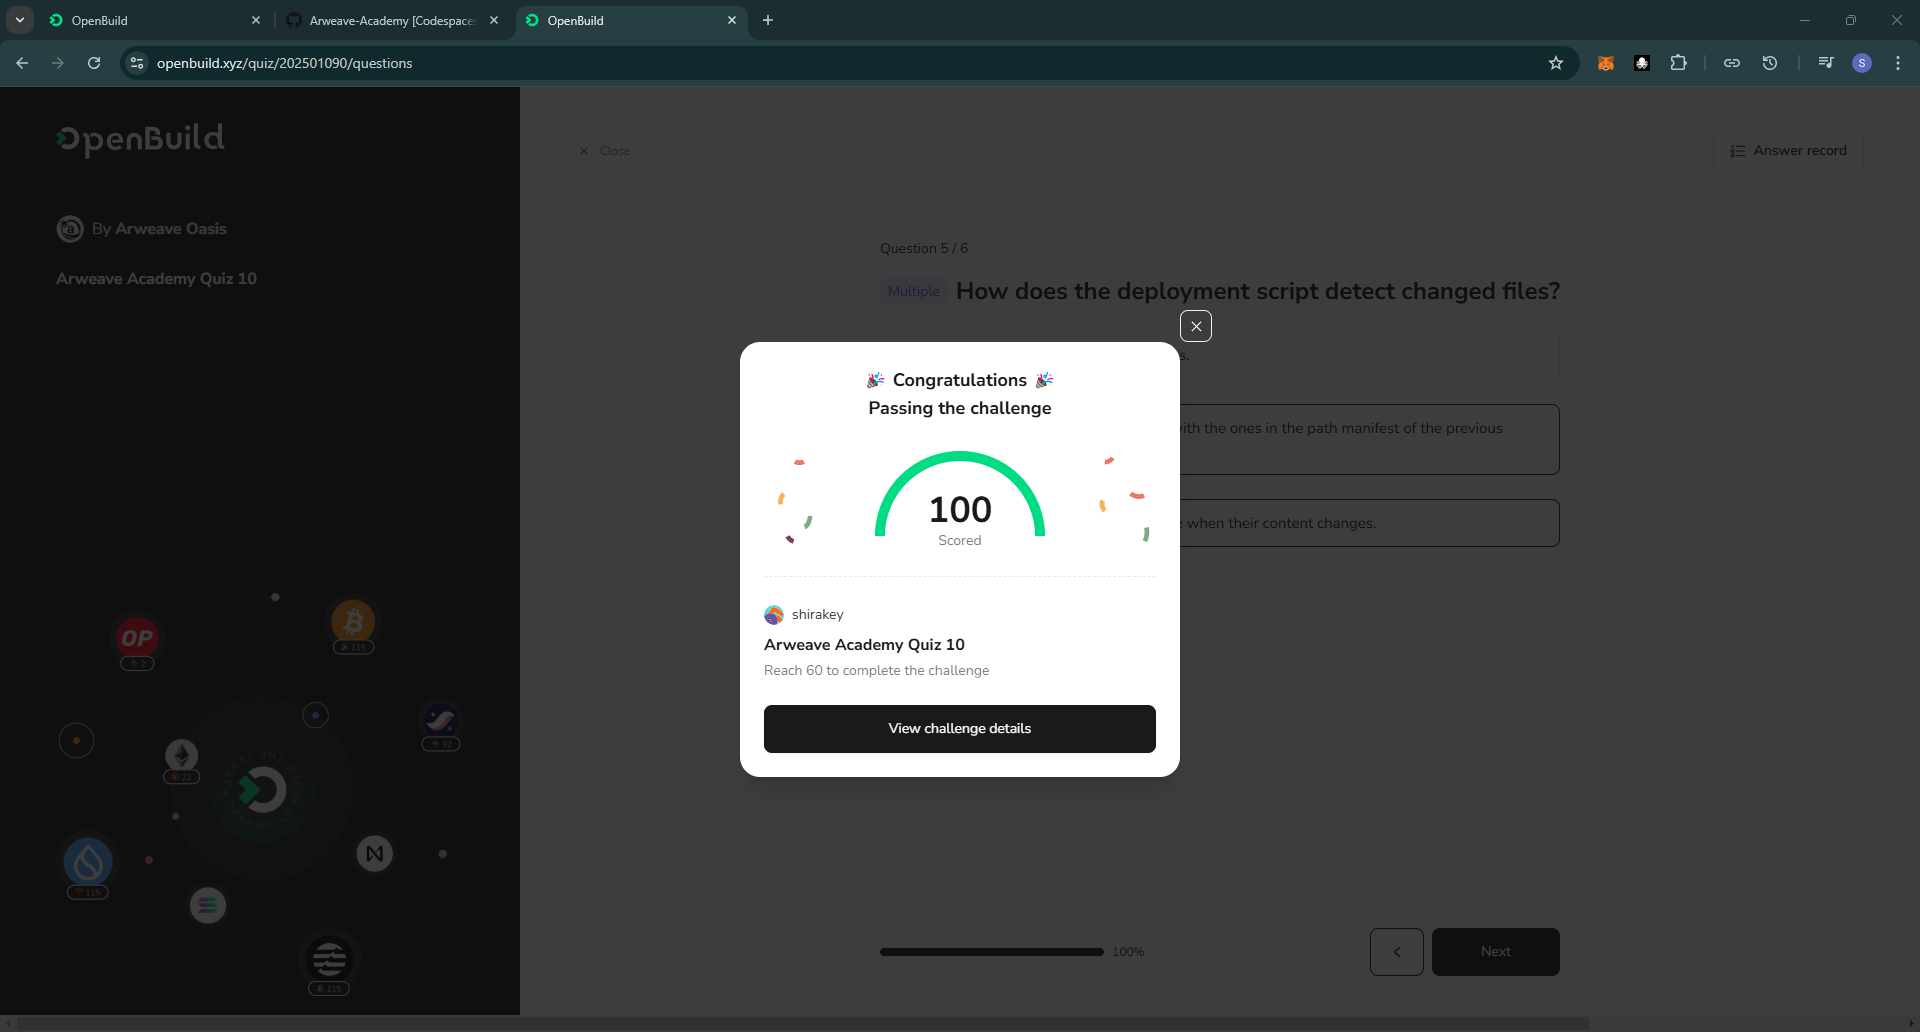 OpenBuild
Arweave-Academy [Codespace
OpenBuild
openbuild.xyz/quiz/202501090/questions
S
OpenBuild
By Arweave Oasis
Arweave Academy Quiz 10
Close
Answer record
Question 5 / 6
Multiple How does the deployment script detect changed files?
s.
with the ones in the path manifest of the previous
when their content changes.
🎉 Congratulations 🎉
Passing the challenge
100
Scored
shirakey
Arweave Academy Quiz 10
Reach 60 to complete the challenge
View challenge details
OP
2
115
32
22
115
115
100%
Next